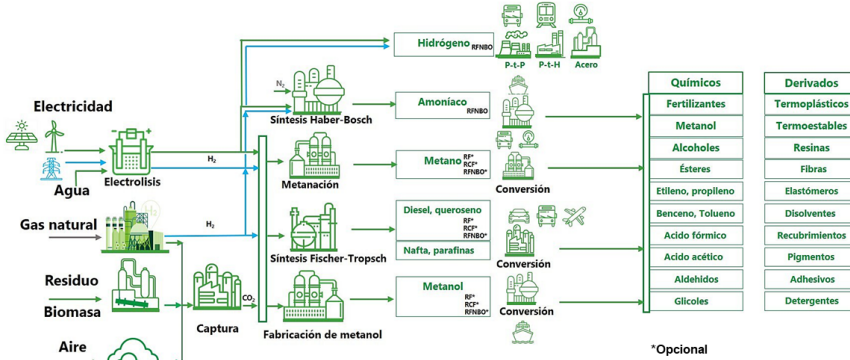 Electricidad
Agua
Electrolisis
H2
Gas natural
H2
Residuo
Biomasa
Aire
Captura
CO2
N2
Síntesis Haber-Bosch
Metanación
Síntesis Fischer-Tropsch
Fabricación de metanol
Hidrógeno RFNBO
Amoníaco
RFNBO
Metano
RF*
RCF*
RFNBO*
Diesel, queroseno
RF*
RCF*
RFNBO*
Nafta, parafinas
Metanol
RF*
RCF*
RFNBO*
P-t-P
P-t-H
Acero
Conversión
Conversión
Conversión
Químicos
Fertilizantes
Metanol
Alcoholes
Ésteres
Etileno, propileno
Benceno, Tolueno
Acido fórmico
Acido acético
Aldehidos
Glicoles
Derivados
Termoplásticos
Termoestables
Resinas
Fibras
Elastómeros
Disolventes
Recubrimientos
Pigmentos
Adhesivos
Detergentes
*Opcional